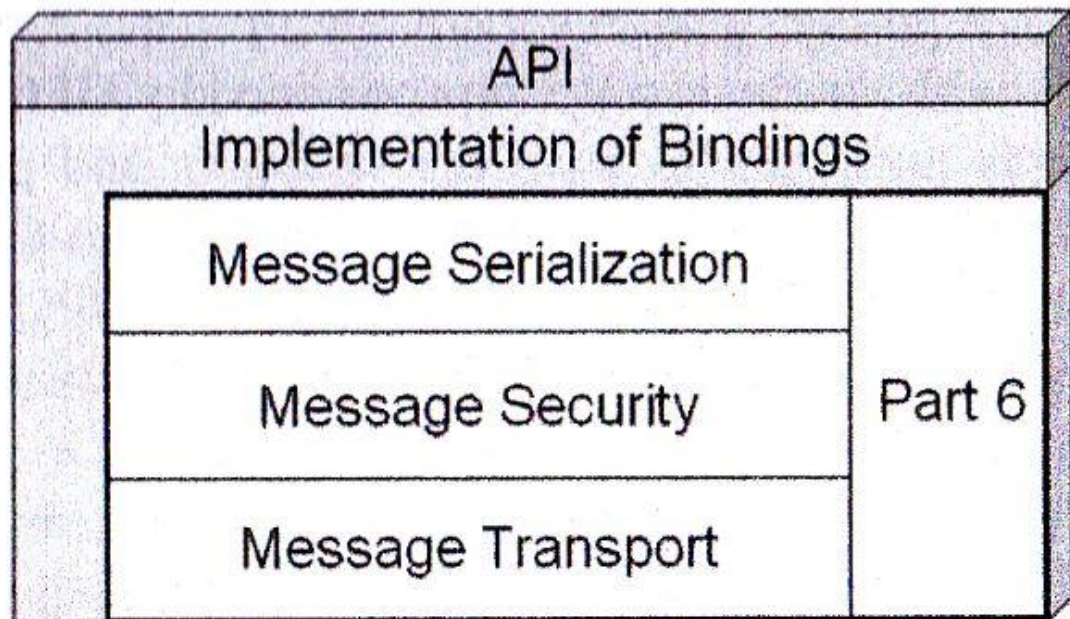 API
Implementation of Bindings
Message Serialization
Message Security
Part 6
Message Transport